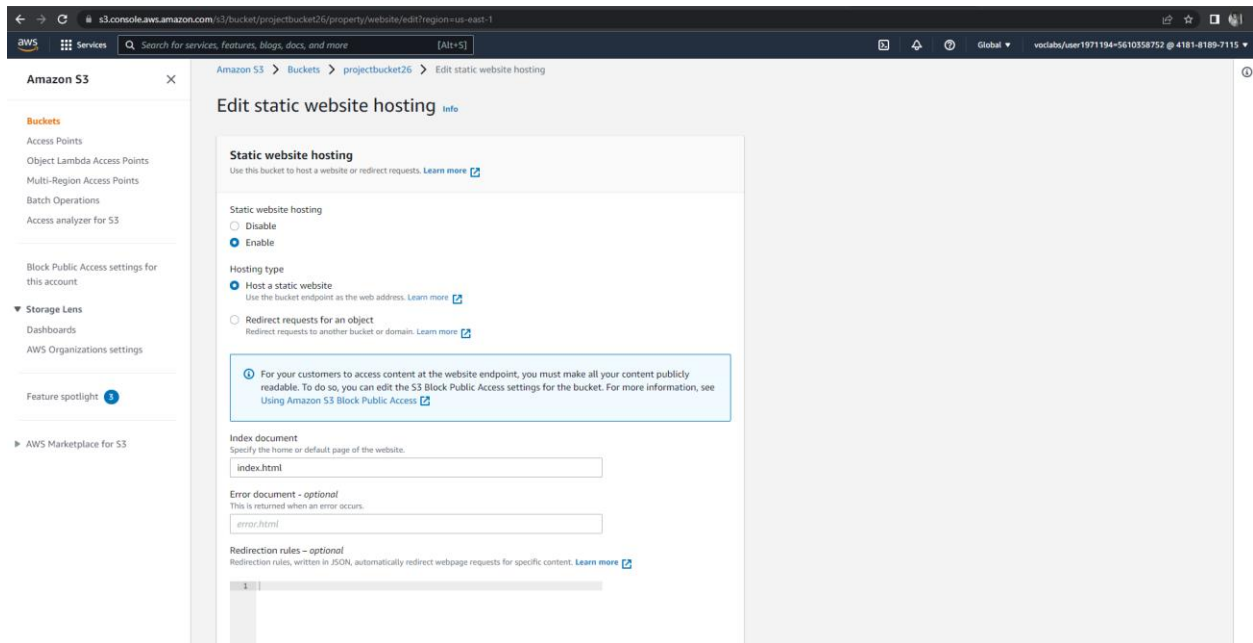 s3.console.aws.amazon.com/s3/bucket/projectbucket26/property/website/edit?region=us-east-1
aws
Services
Search for services, features, blogs, docs, and more
[Alt+S]
Global
voclabs/user1971194=5610358752 @ 4181-8189-7115
Amazon S3
Buckets
Access Points
Object Lambda Access Points
Multi-Region Access Points
Batch Operations
Access analyzer for S3
Block Public Access settings for
this account
Storage Lens
Dashboards
AWS Organizations settings
Feature spotlight 3
AWS Marketplace for S3
Amazon S3 > Buckets > projectbucket26 > Edit static website hosting
Edit static website hosting Info
Static website hosting
Use this bucket to host a website or redirect requests. Learn more
Static website hosting
Disable
Enable
Hosting type
Host a static website
Use the bucket endpoint as the web address. Learn more
Redirect requests for an object
Redirect requests to another bucket or domain. Learn more
For your customers to access content at the website endpoint, you must make all your content publicly
readable. To do so, you can edit the S3 Block Public Access settings for the bucket. For more information, see
Using Amazon S3 Block Public Access
Index document
Specify the home or default page of the website.
index.html
Error document - optional
This is returned when an error occurs.
error.html
Redirection rules – optional
Redirection rules, written in JSON, automatically redirect webpage requests for specific content. Learn more
1